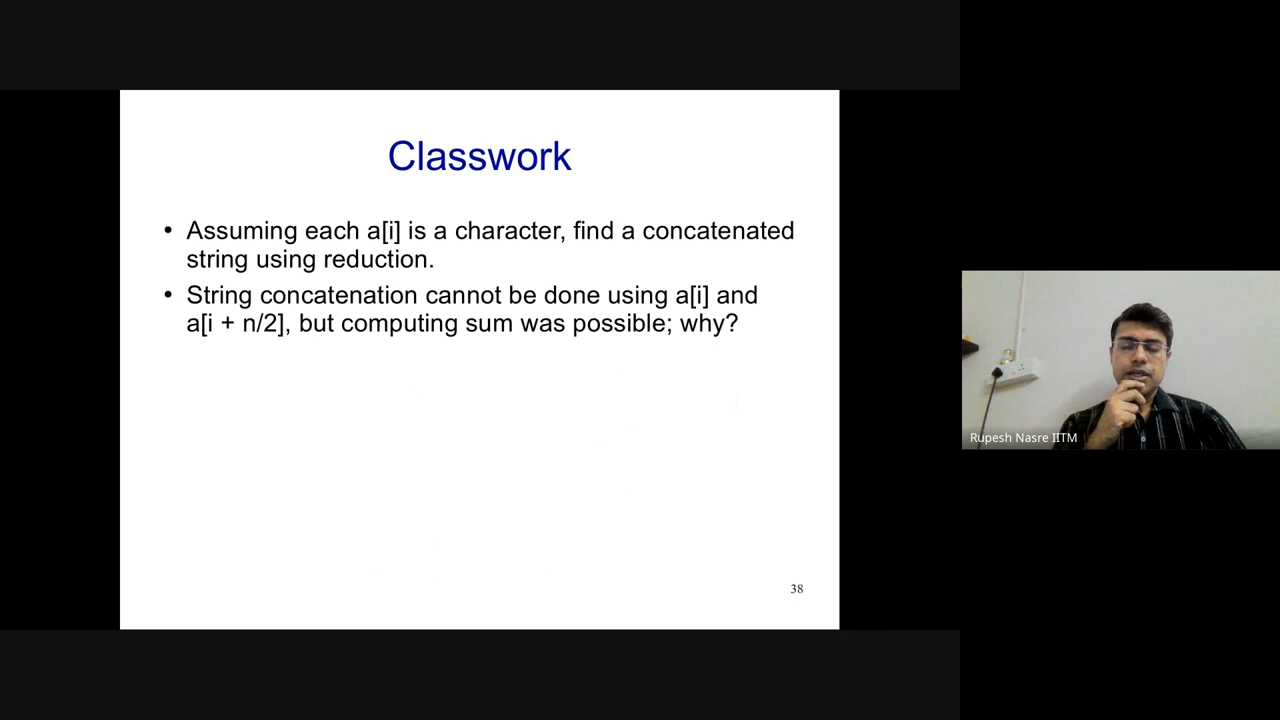 Classwork
• Assuming each a[i] is a character, find a concatenated
string using reduction.
• String concatenation cannot be done using a[i] and
a[i + n/2], but computing sum was possible; why?
Rupesh Nasre IITM
38